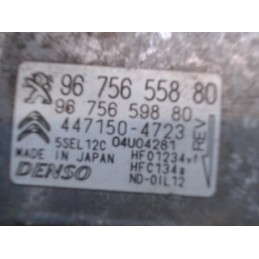 96 756 558 80
96 756 598 80
447150-4723
5SEL12C 04U04281
REV
MADE IN JAPAN HFO1234yf
DENSO HFC134a
ND-OIL12